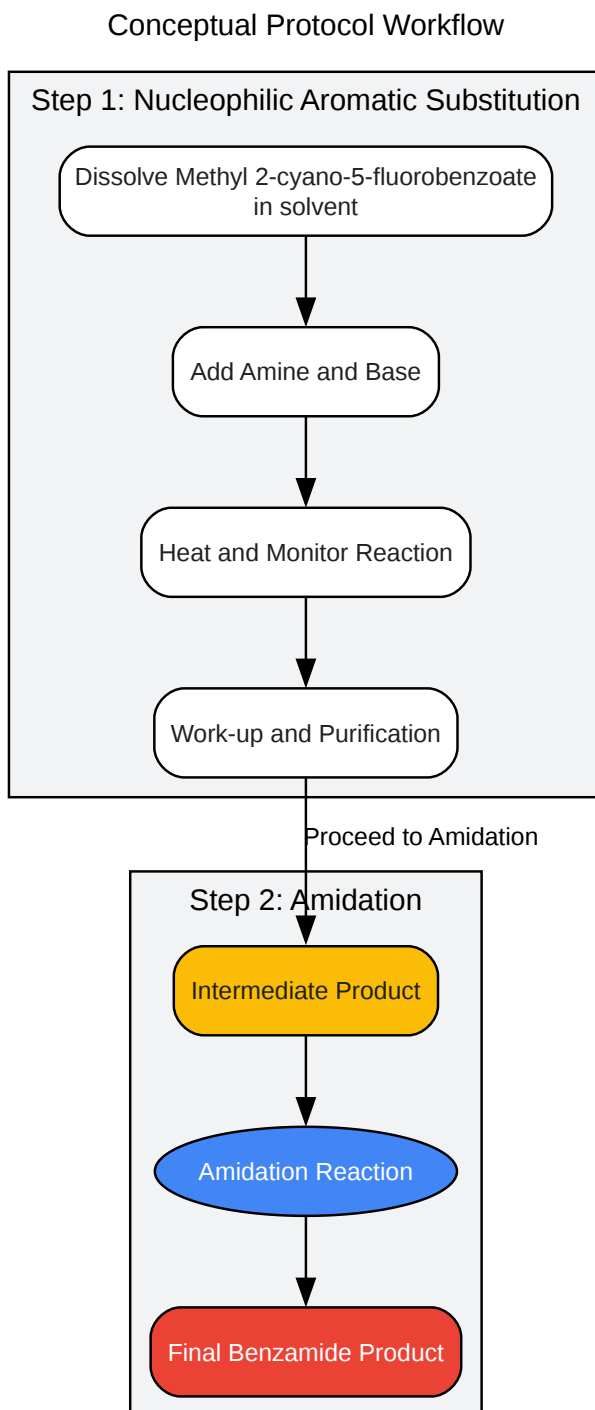 Conceptual Protocol Workflow
Step 1: Nucleophilic Aromatic Substitution
Dissolve Methyl 2-cyano-5-fluorobenzoate
in solvent
Add Amine and Base
Heat and Monitor Reaction
Work-up and Purification
Proceed to Amidation
Step 2: Amidation
Intermediate Product
Amidation Reaction
Final Benzamide Product